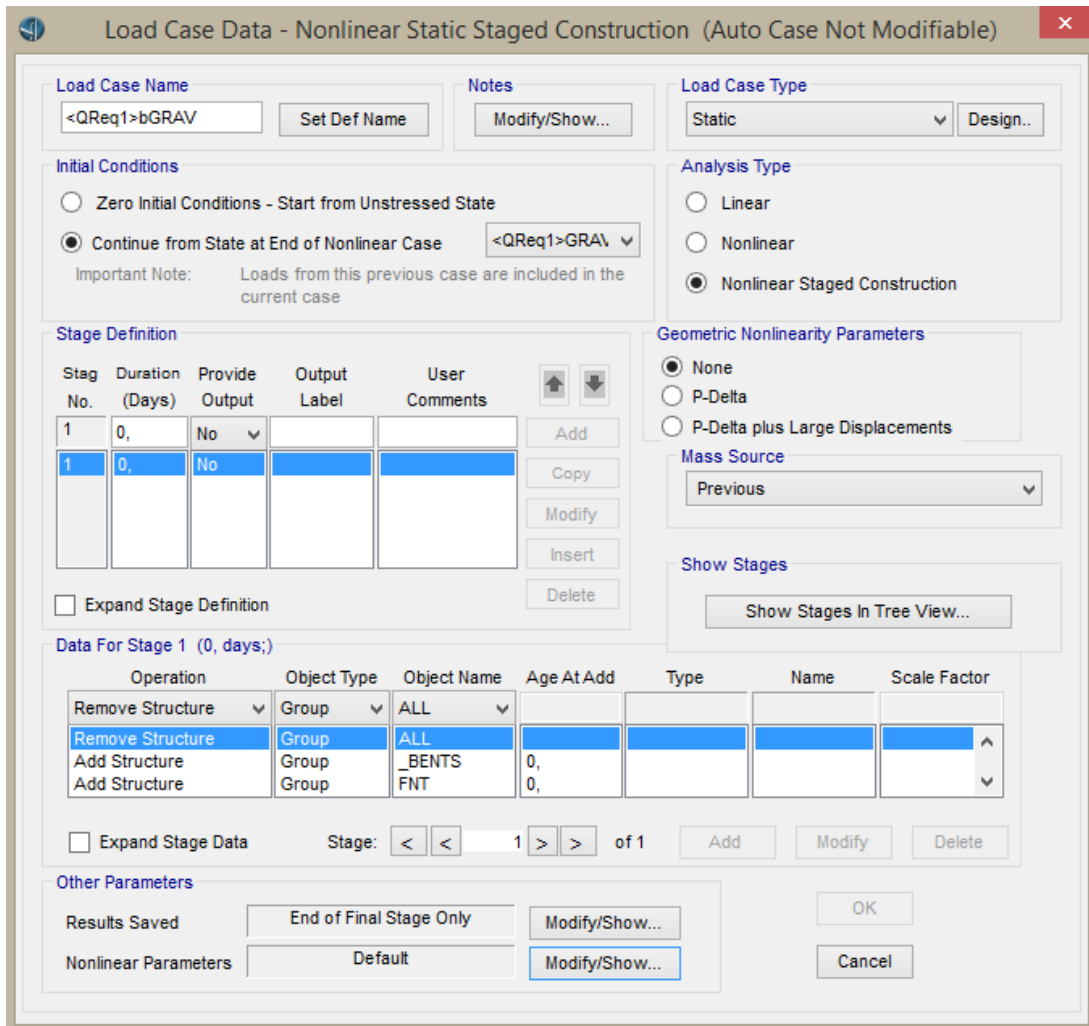 Load Case Data - Nonlinear Static Staged Construction (Auto Case Not Modifiable)
Load Case Name
<QReq1>bGRAV
Set Def Name
Notes
Modify/Show...
Load Case Type
Static
Design..
Initial Conditions
Zero Initial Conditions - Start from Unstressed State
Continue from State at End of Nonlinear Case
<QReq1>GRA\
Important Note: Loads from this previous case are included in the
current case
Analysis Type
Linear
Nonlinear
Nonlinear Staged Construction
Stage Definition
Stag Duration Provide Output User
No. (Days) Output Label Comments
1 0, No
1 0, No
Add
Copy
Modify
Insert
Delete
Expand Stage Definition
Geometric Nonlinearity Parameters
None
P-Delta
P-Delta plus Large Displacements
Mass Source
Previous
Show Stages
Show Stages In Tree View...
Data For Stage 1 (0, days;)
Operation Object Type Object Name Age At Add Type Name Scale Factor
Remove Structure Group ALL
Remove Structure Group ALL
Add Structure Group _BENTS 0,
Add Structure Group FNT 0,
Expand Stage Data Stage: < < 1 > > of 1 Add Modify Delete
Other Parameters
Results Saved End of Final Stage Only Modify/Show...
Nonlinear Parameters Default Modify/Show...
OK
Cancel